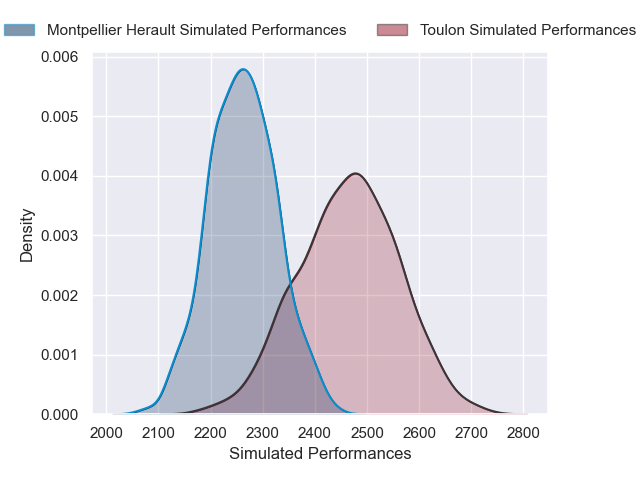 Montpellier Herault Simulated Performances Toulon Simulated Performances
0.006
0.005
0.004
0.003
0.002
0.001
0.000
Density
2000 2100 2200 2300 2400 2500 2600 2700 2800
Simulated Performances